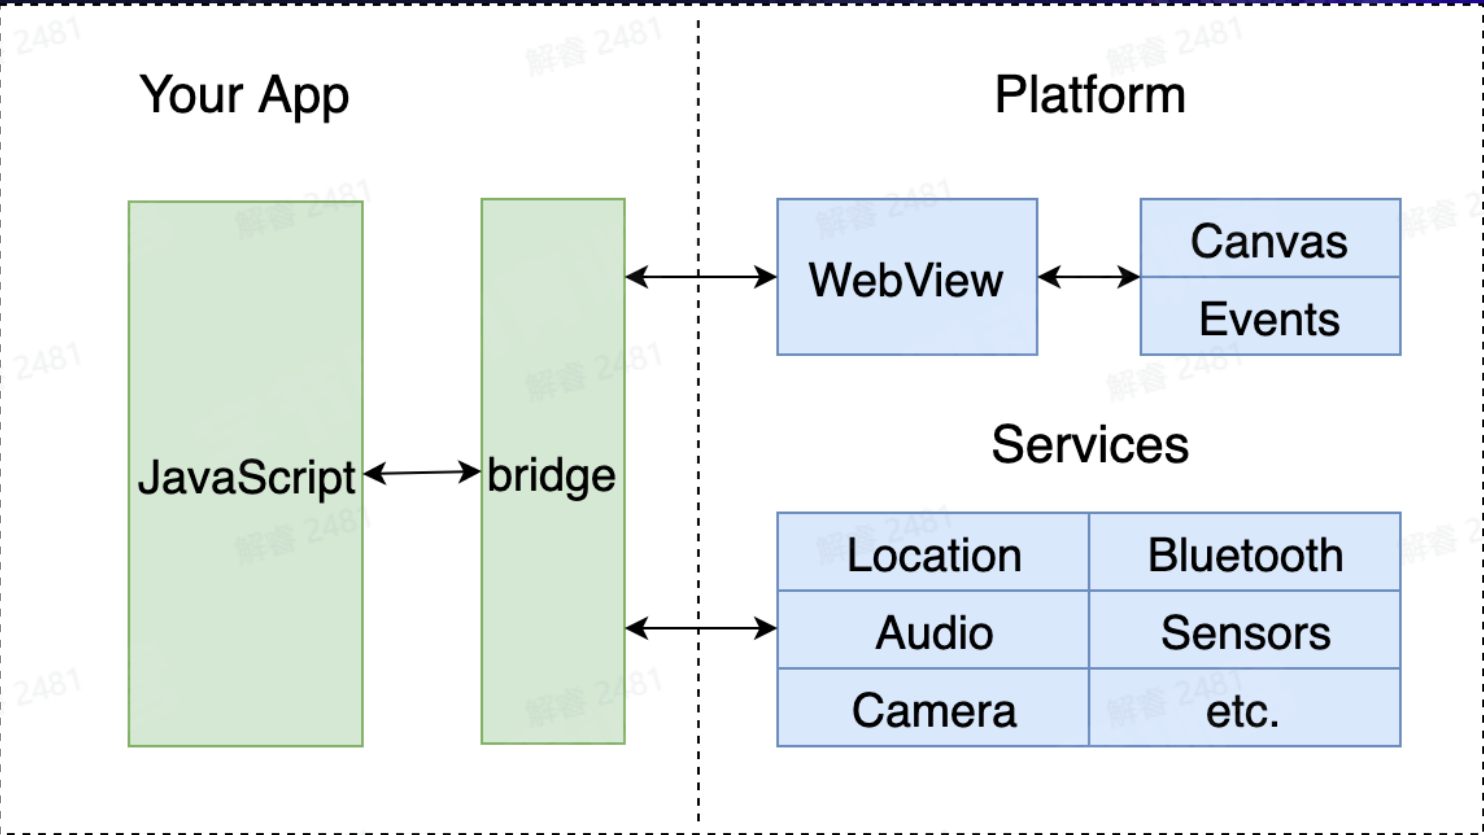 Your App
Platform
JavaScript
bridge
WebView
Canvas
Events
Services
Location
Bluetooth
Audio
Sensors
Camera
etc.
解睿 2481